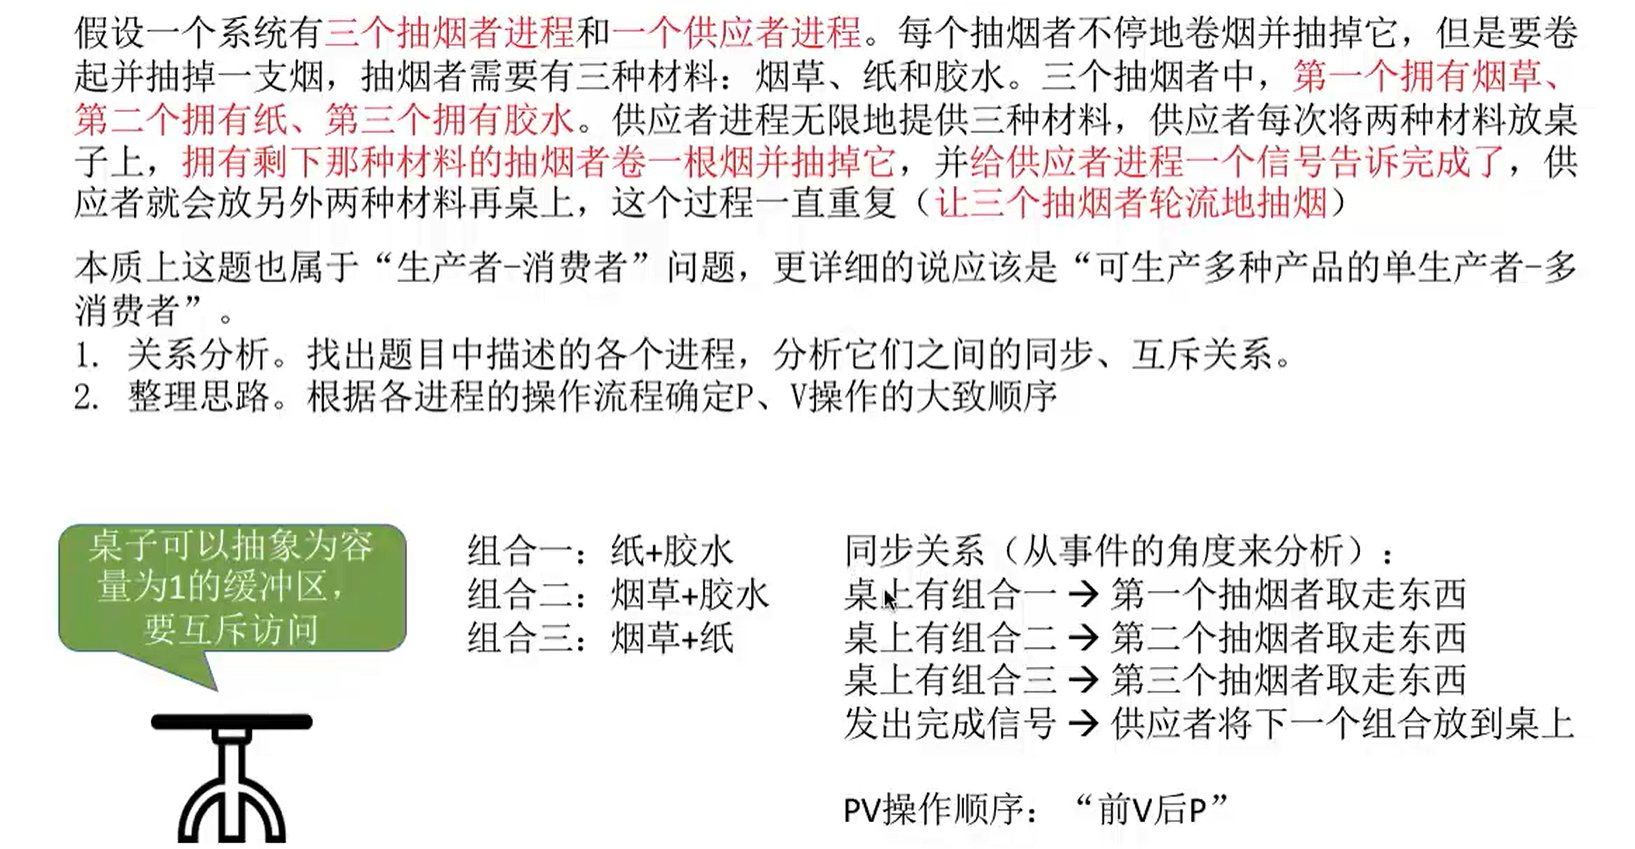 假设一个系统有三个抽烟者进程和一个供应者进程。每个抽烟者不停地卷烟并抽掉它，但是要卷
起并抽掉一支烟，抽烟者需要有三种材料：烟草、纸和胶水。三个抽烟者中，第一个拥有烟草、
第二个拥有纸、第三个拥有胶水。供应者进程无限地提供三种材料，供应者每次将两种材料放桌
子上，拥有剩下那种材料的抽烟者卷一根烟并抽掉它，并给供应者进程一个信号告诉完成了，供
应者就会放另外两种材料再桌上，这个过程一直重复（让三个抽烟者轮流地抽烟）
本质上这题也属于“生产者-消费者”问题，更详细的说应该是“可生产多种产品的单生产者-多
消费者”。
1. 关系分析。找出题目中描述的各个进程，分析它们之间的同步、互斥关系。
2. 整理思路。根据各进程的操作流程确定P、V操作的大致顺序
桌子可以抽象为容
量为1的缓冲区，
要互斥访问
组合一：纸+胶水
组合二：烟草+胶水
组合三：烟草+纸
同步关系（从事件的角度来分析）：
桌上有组合一→第一个抽烟者取走东西
桌上有组合二→第二个抽烟者取走东西
桌上有组合三→第三个抽烟者取走东西
发出完成信号→供应者将下一个组合放到桌上
PV操作顺序：“前V后P”